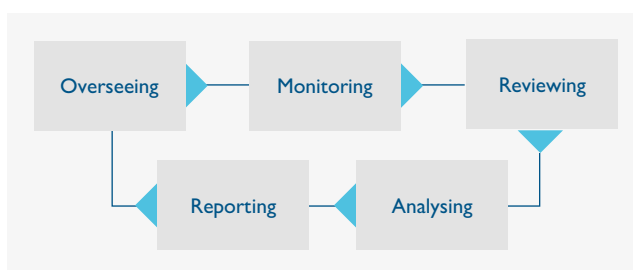 Overseeing
Monitoring
Reviewing
Reporting
Analysing